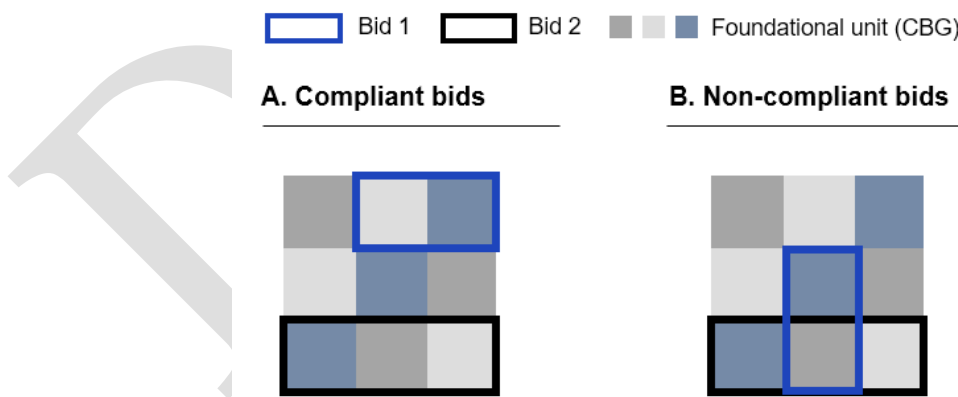 Bid 1 Bid 2 Foundational unit (CBG)
A. Compliant bids B. Non-compliant bids